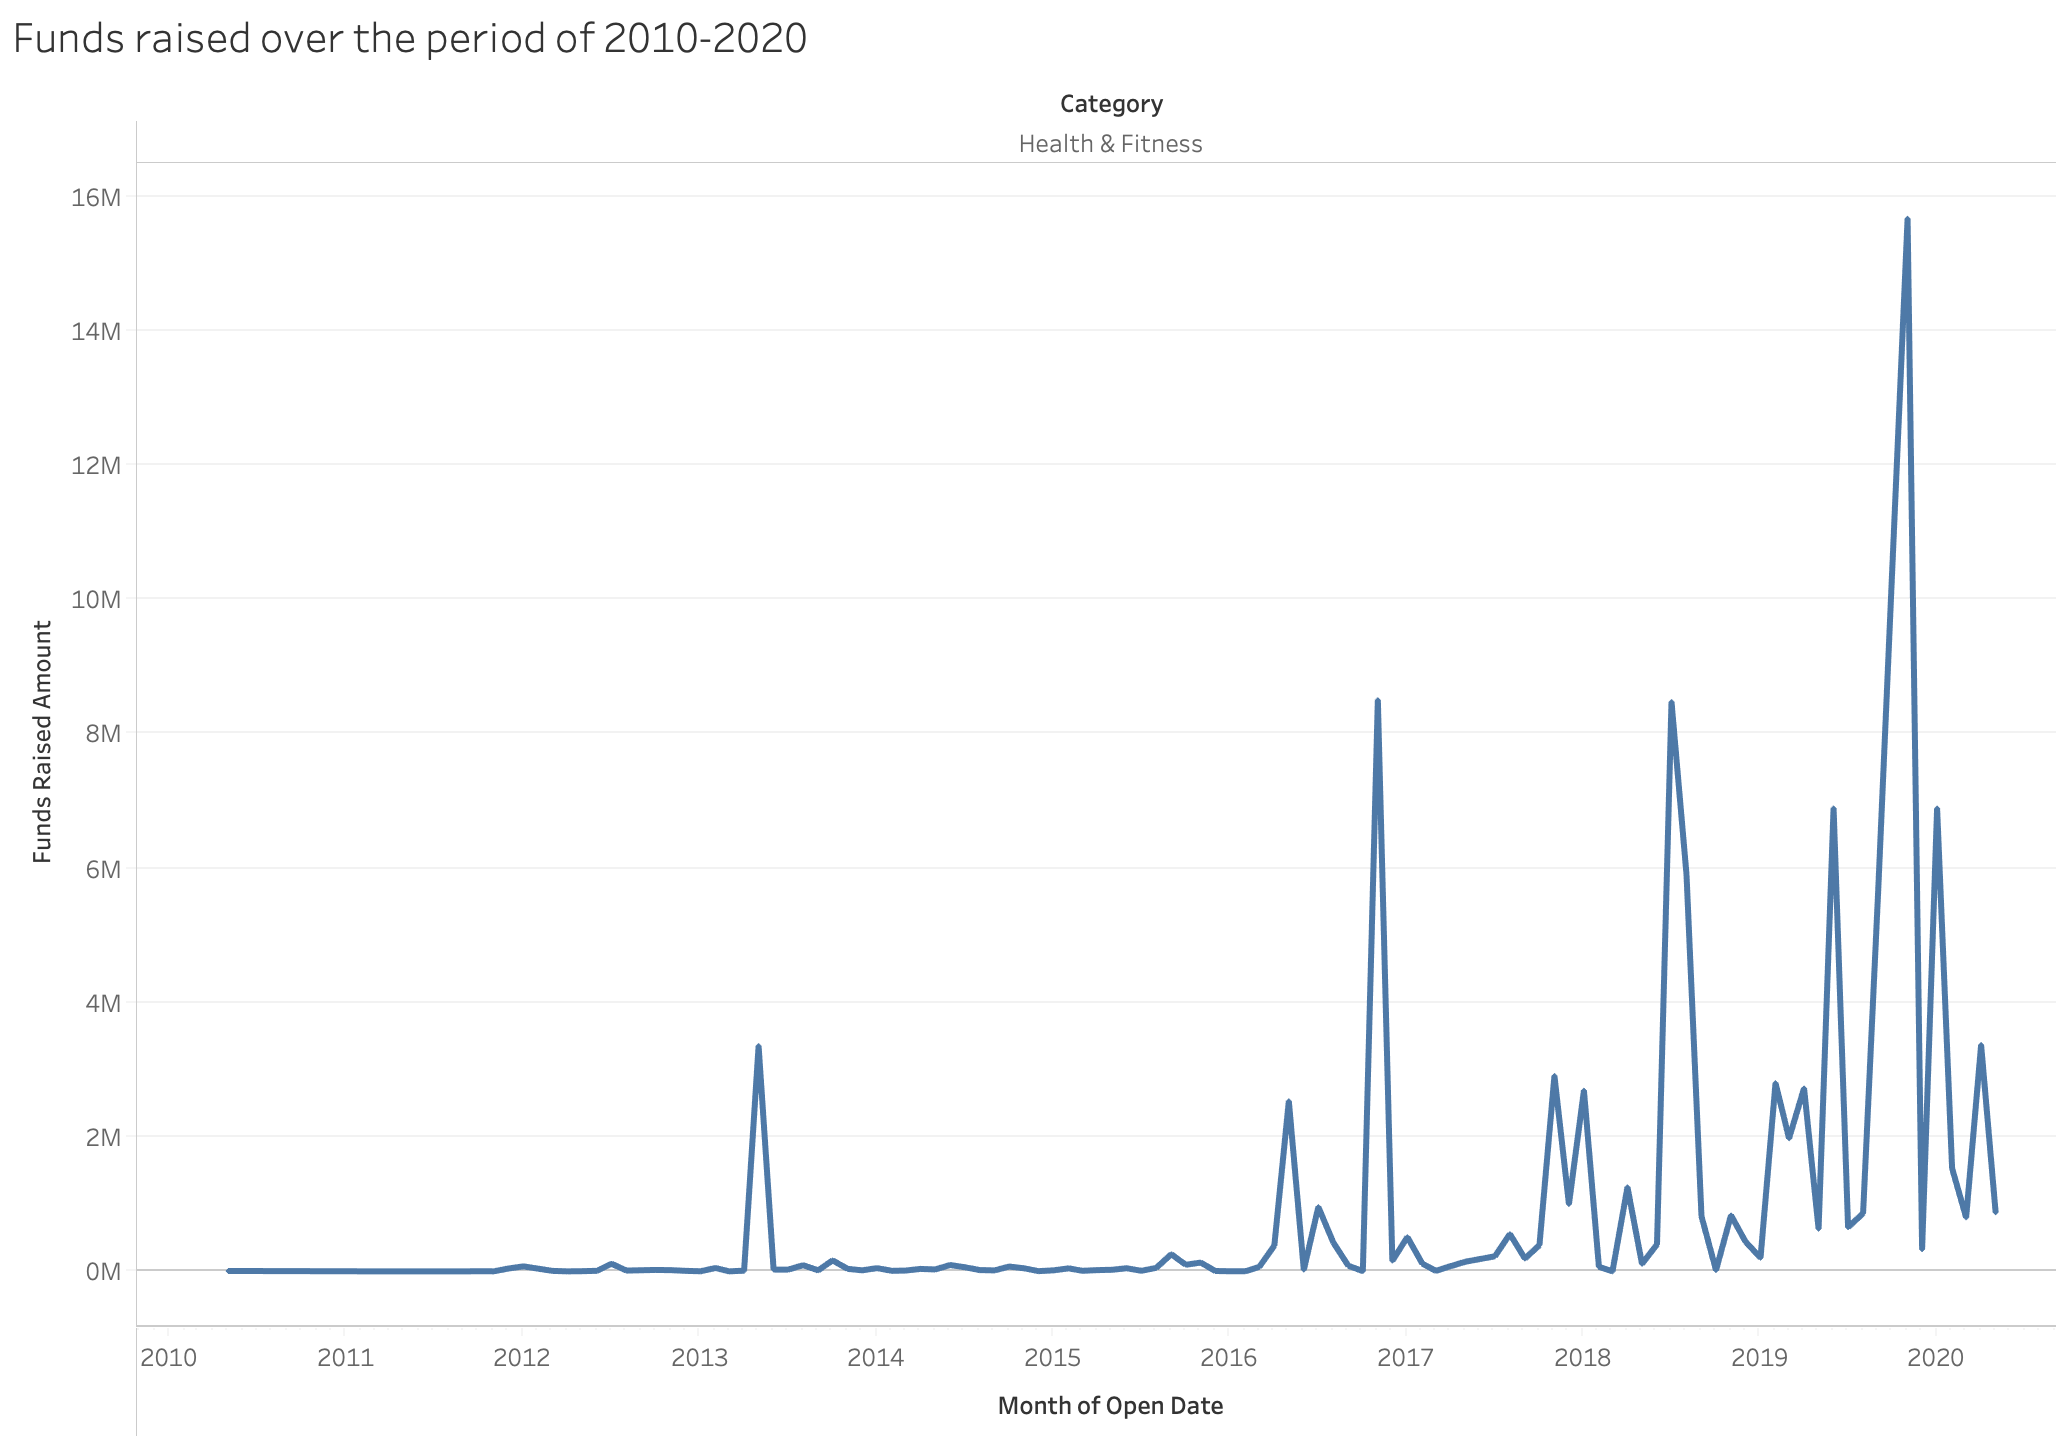 Funds raised over the period of 2010-2020
Category
Health & Fitness
16M
14M
12M
10M
8M
6M
4M
2M
0M
Funds Raised Amount
2010 2011 2012 2013 2014 2015 2016 2017 2018 2019 2020
Month of Open Date